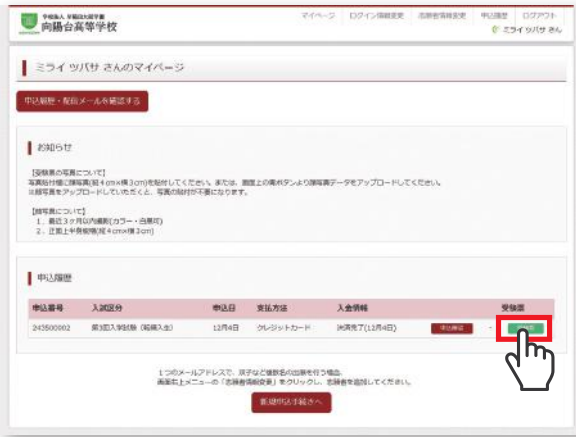 向陽台高等学校
マイページ ログイン情報変更 志願者情報変更 申込履歴 ログアウト
ミライ ツバサ さん
ミライ ツバサ さんのマイページ
申込履歴・配信メールを確認する
お知らせ
【受験票の写真について】
写真貼付欄に顔写真(縦4cm×横3cm)を貼付してください。または、画面上の青ボタンより顔写真データをアップロードしてください。
※顔写真をアップロードしていただくと、写真の貼付が不要になります。
【顔写真について】
1、最近3ヶ月以内撮影(カラー・白黒可)
2、正面上半身脱帽(縦4cm×横3cm)
申込履歴
申込番号 入試区分 申込日 支払方法 入金情報 受験票
243500002 第3回入学試験 12月4日 クレジットカード 決済完了(12月4日) 申込確認 -
1つのメールアドレスで、双子など複数名の出願を行う場合、
画面右上メニューの「志願者情報変更」をクリックし、志願者を追加してください。
新規申込手続きへ